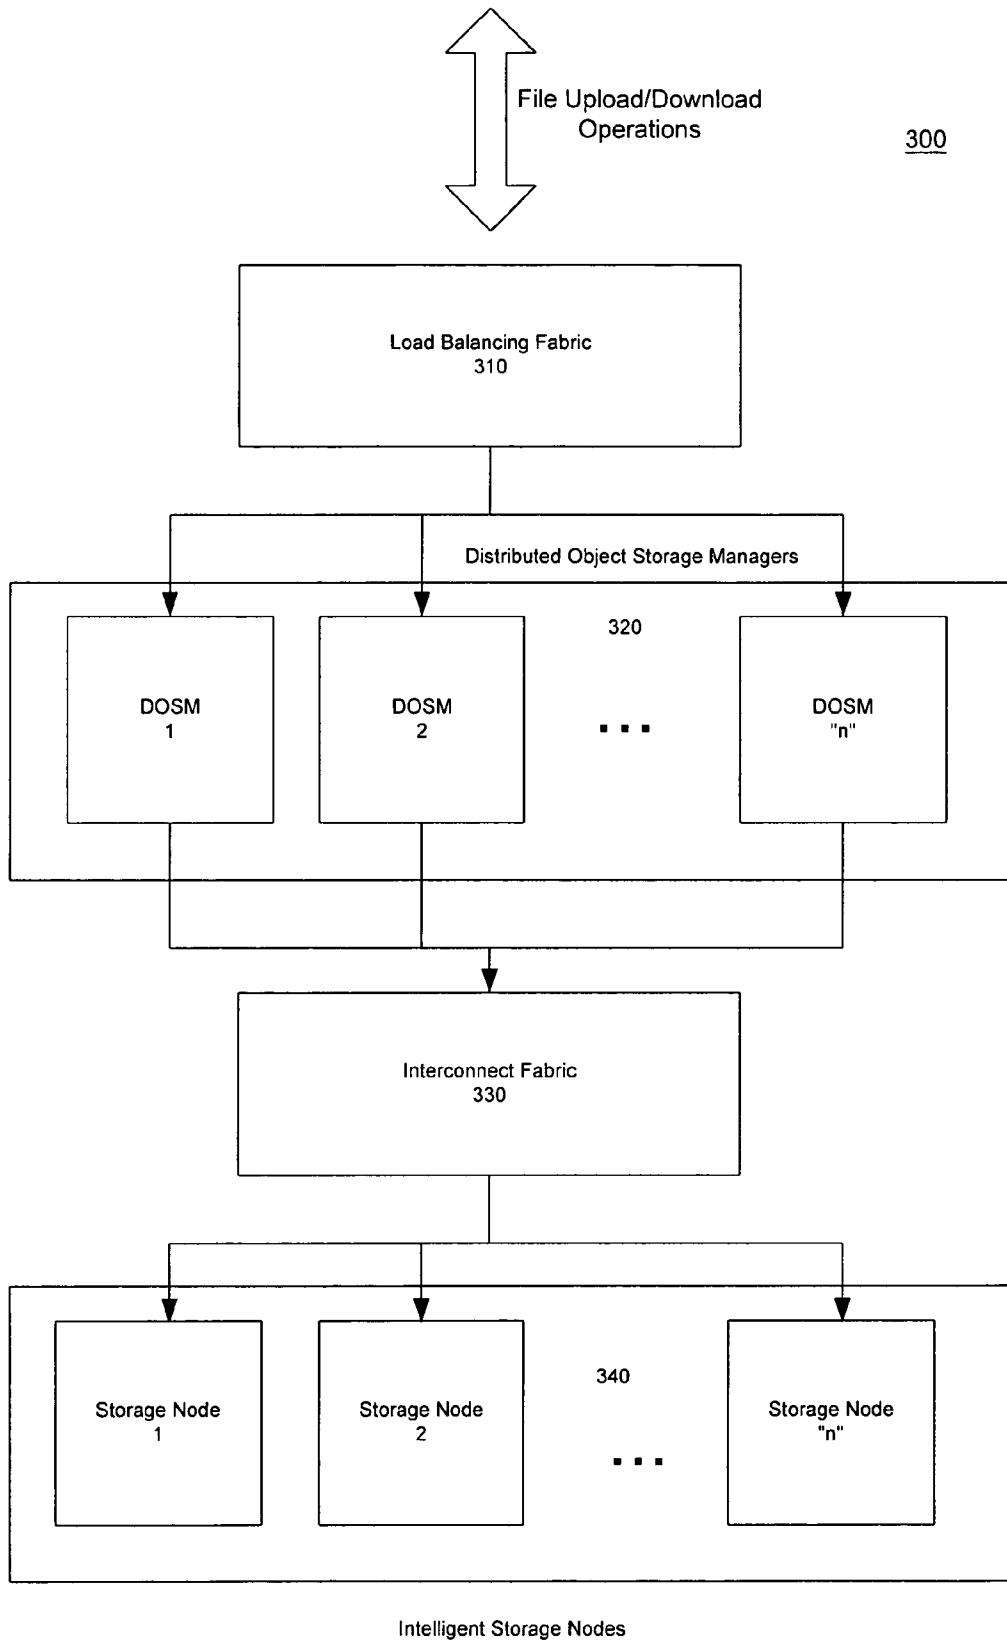 File Upload/Download
Operations
300
Load Balancing Fabric
310
Distributed Object Storage Managers
320
DOSM
1
DOSM
2
...
DOSM
"n"
Interconnect Fabric
330
340
Storage Node
1
Storage Node
2
...
Storage Node
"n"
Intelligent Storage Nodes